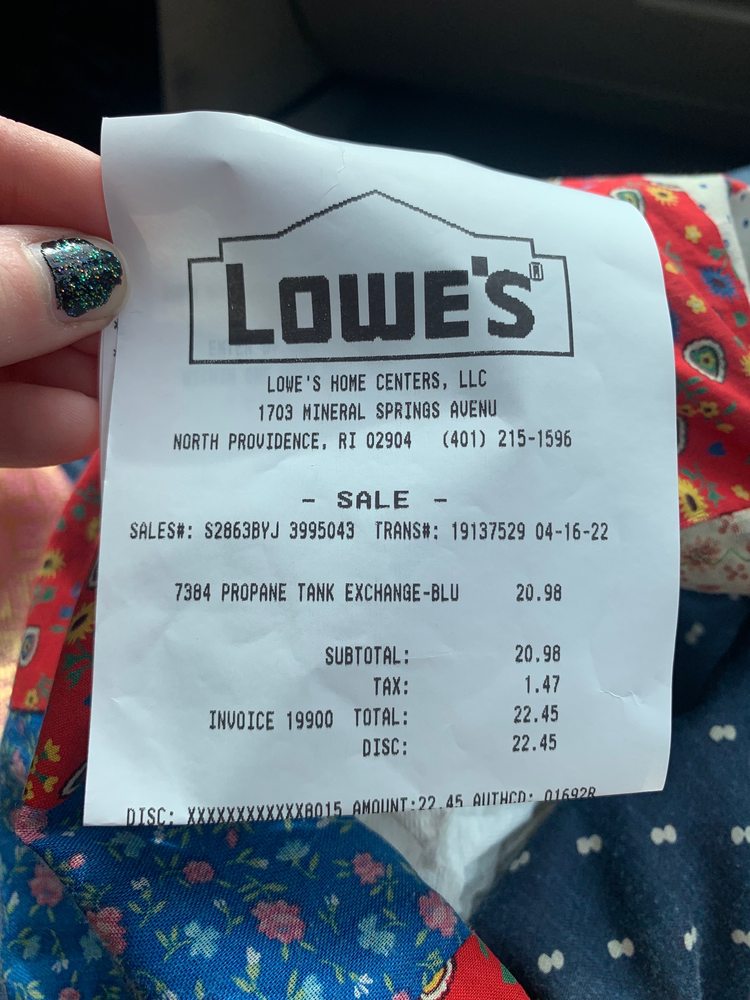 LOWE'S®
LOWE'S HOME CENTERS, LLC
1703 MINERAL SPRINGS AVENU
NORTH PROVIDENCE, RI 02904 (401) 215-1596
- SALE -
SALES#: S2863BYJ 3995043 TRANS#: 19137529 04-16-22
7384 PROPANE TANK EXCHANGE-BLU 20.98
SUBTOTAL: 20.98
TAX: 1.47
INVOICE 19900 TOTAL: 22.45
DISC: 22.45
DISC: XXXXXXXXXXXX8015 AMOUNT:22.45 AUTHCD: 01692R